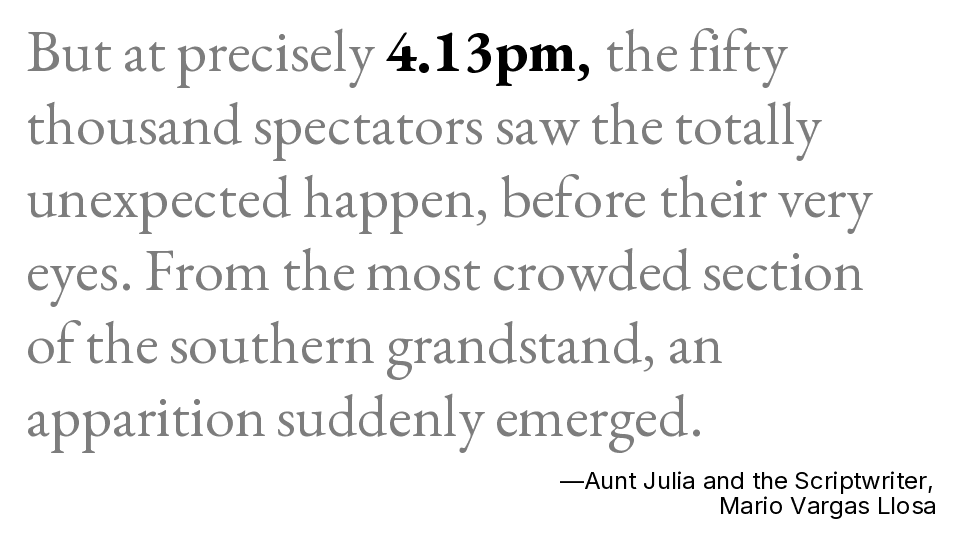 But at precisely 4.13pm, the fifty
thousand spectators saw the totally
unexpected happen, before their very
eyes. From the most crowded section
of the southern grandstand, an
apparition suddenly emerged.
—Aunt Julia and the Scriptwriter,
Mario Vargas Llosa